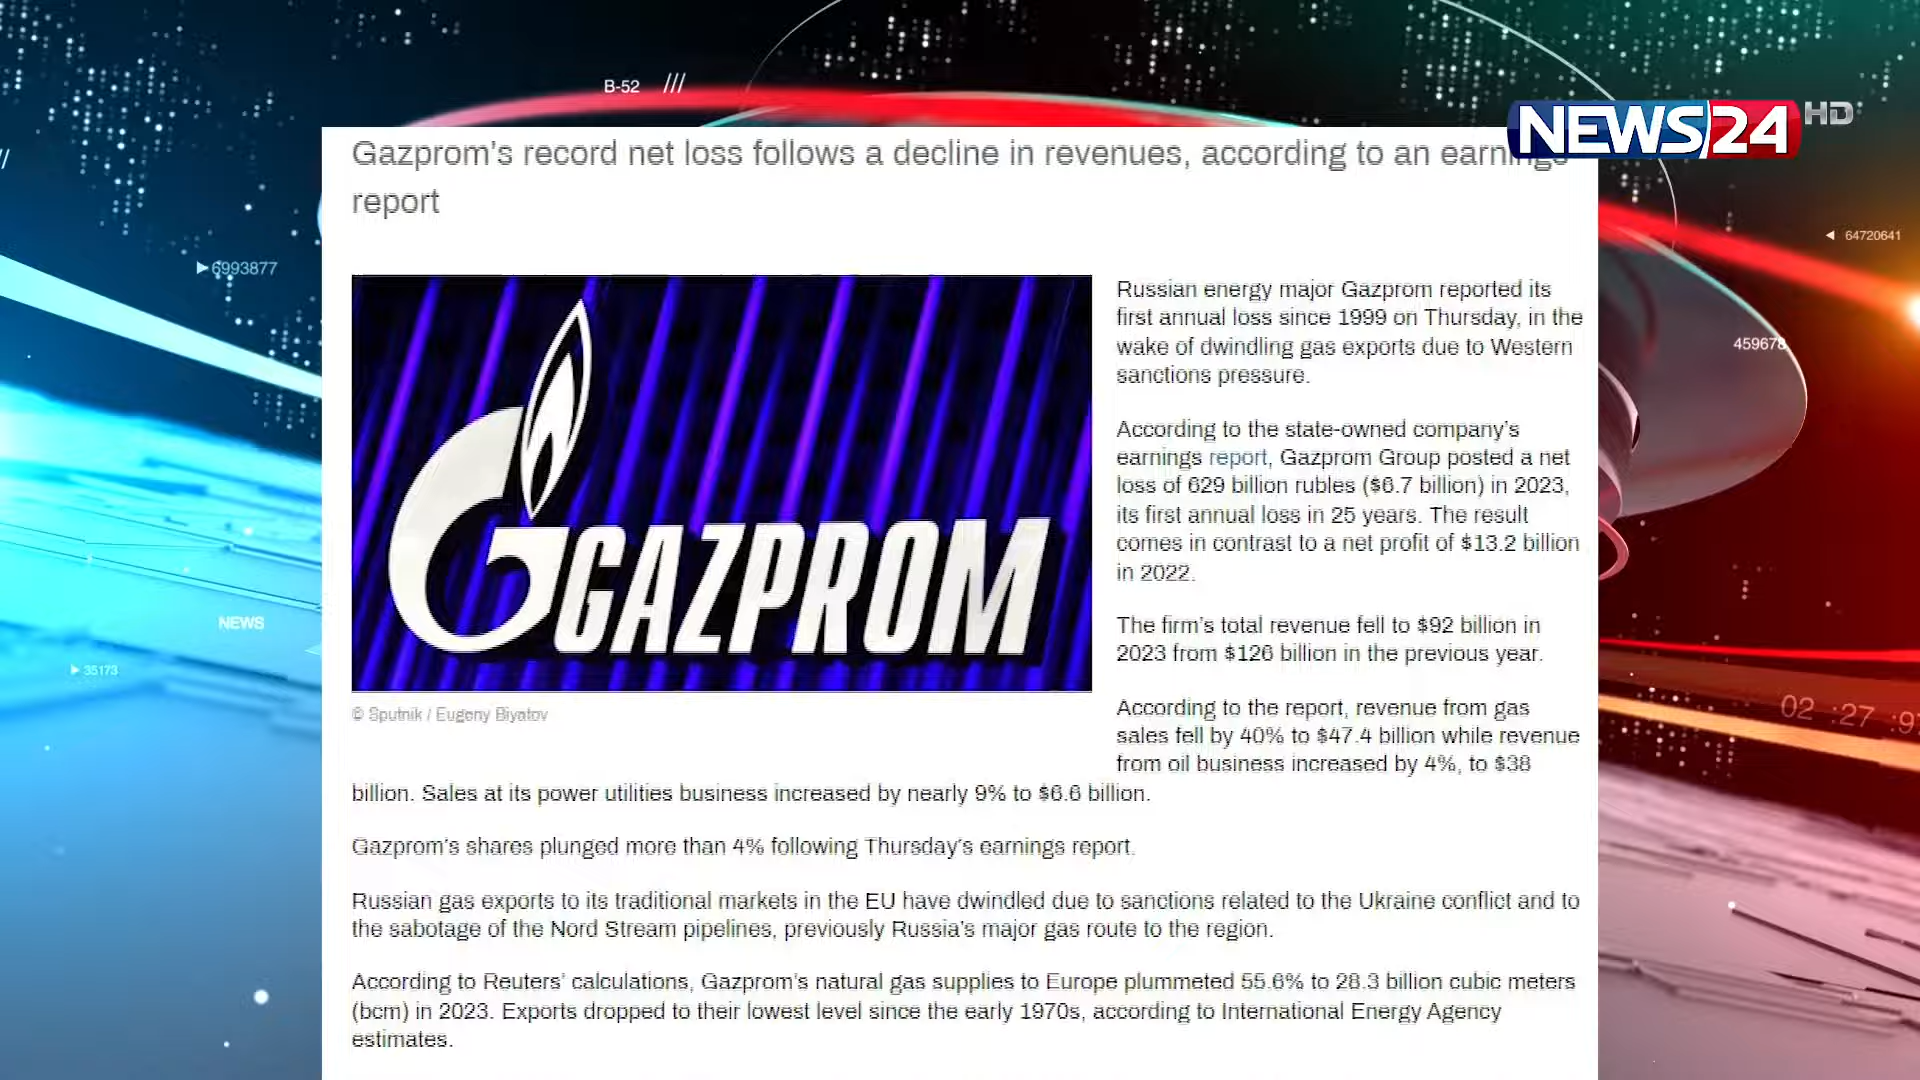 B-52 ///
NEWS 24 HD
Gazprom's record net loss follows a decline in revenues, according to an earnings
report
6993877
64720641
459678
NEWS
35173
02 :27 :9
GAZPROM
© Sputnik / Evgeny Biyatov
Russian energy major Gazprom reported its
first annual loss since 1999 on Thursday, in the
wake of dwindling gas exports due to Western
sanctions pressure.
According to the state-owned company's
earnings report, Gazprom Group posted a net
loss of 629 billion rubles ($6.7 billion) in 2023,
its first annual loss in 25 years. The result
comes in contrast to a net profit of $13.2 billion
in 2022.
The firm's total revenue fell to $92 billion in
2023 from $126 billion in the previous year.
According to the report, revenue from gas
sales fell by 40% to $47.4 billion while revenue
from oil business increased by 4%, to $38
billion. Sales at its power utilities business increased by nearly 9% to $6.6 billion.
Gazprom's shares plunged more than 4% following Thursday's earnings report.
Russian gas exports to its traditional markets in the EU have dwindled due to sanctions related to the Ukraine conflict and to
the sabotage of the Nord Stream pipelines, previously Russia's major gas route to the region.
According to Reuters' calculations, Gazprom's natural gas supplies to Europe plummeted 55.6% to 28.3 billion cubic meters
(bcm) in 2023. Exports dropped to their lowest level since the early 1970s, according to International Energy Agency
estimates.